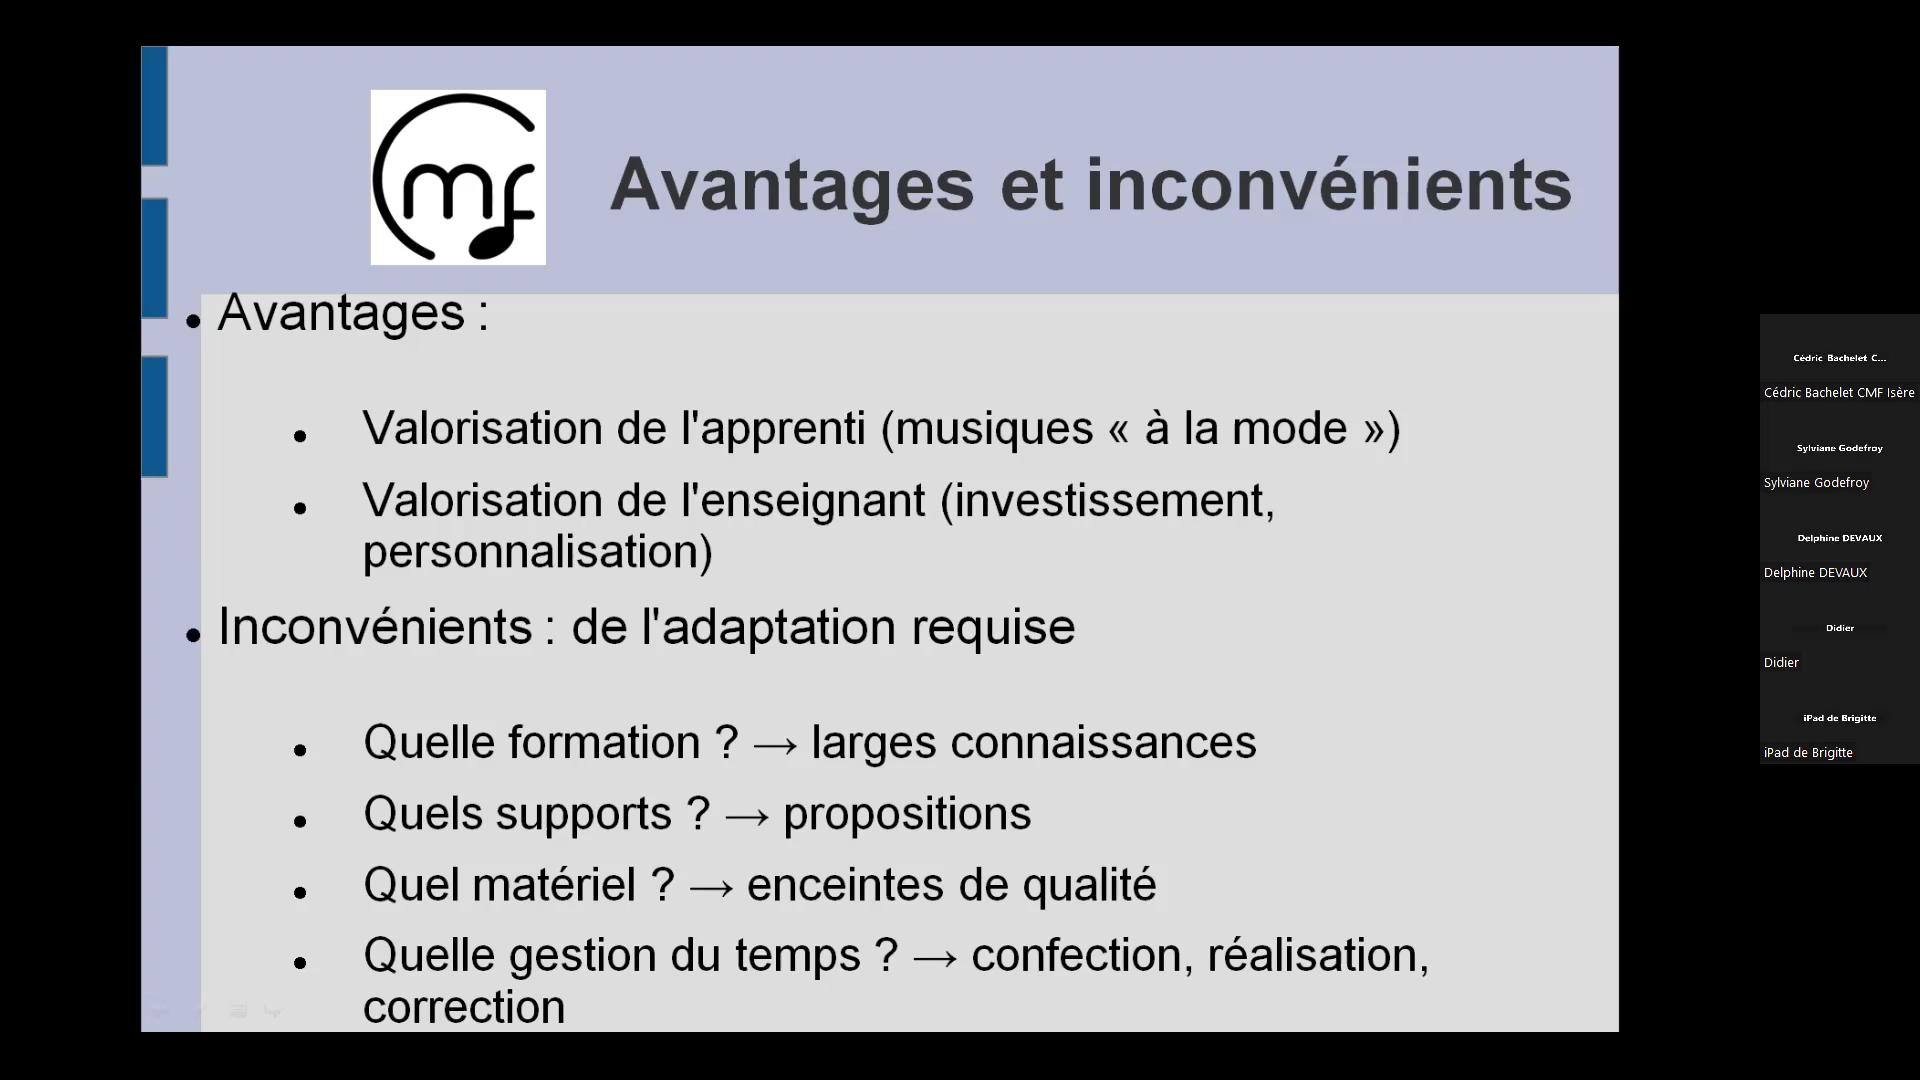 mf
Avantages et inconvénients
Avantages :
Valorisation de l'apprenti (musiques « à la mode »)
Valorisation de l'enseignant (investissement,
personnalisation)
Inconvénients : de l'adaptation requise
Quelle formation ? → larges connaissances
Quels supports ? → propositions
Quel matériel ? → enceintes de qualité
Quelle gestion du temps ? → confection, réalisation,
correction
Cédric Bachelet C...
Cédric Bachelet CMF Isère
Sylviane Godefroy
Sylviane Godefroy
Delphine DEVAUX
Delphine DEVAUX
Didier
Didier
iPad de Brigitte
iPad de Brigitte